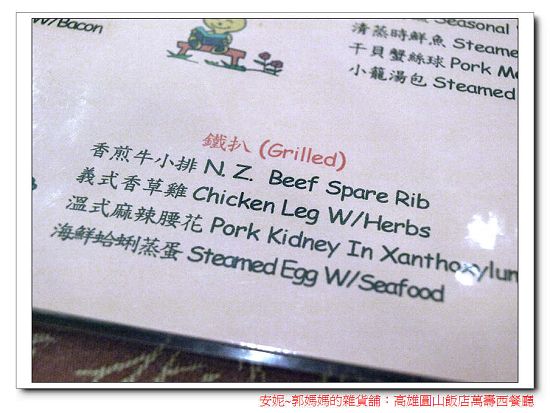 W/Bacon
Seasonal
清蒸時鮮魚 Steame
干貝蟹絲球 Pork Me
小籠湯包 Steamed
鐵扒 (Grilled)
香煎牛小排 N. Z. Beef Spare Rib
義式香草雞 Chicken Leg W/Herbs
溫式麻辣腰花 Pork Kidney In Xanthoxylun
海鮮蛤蜊蒸蛋 Steamed Egg W/Seafood
安妮~郭媽媽的雜貨舖：高雄圓山飯店萬壽西餐廳